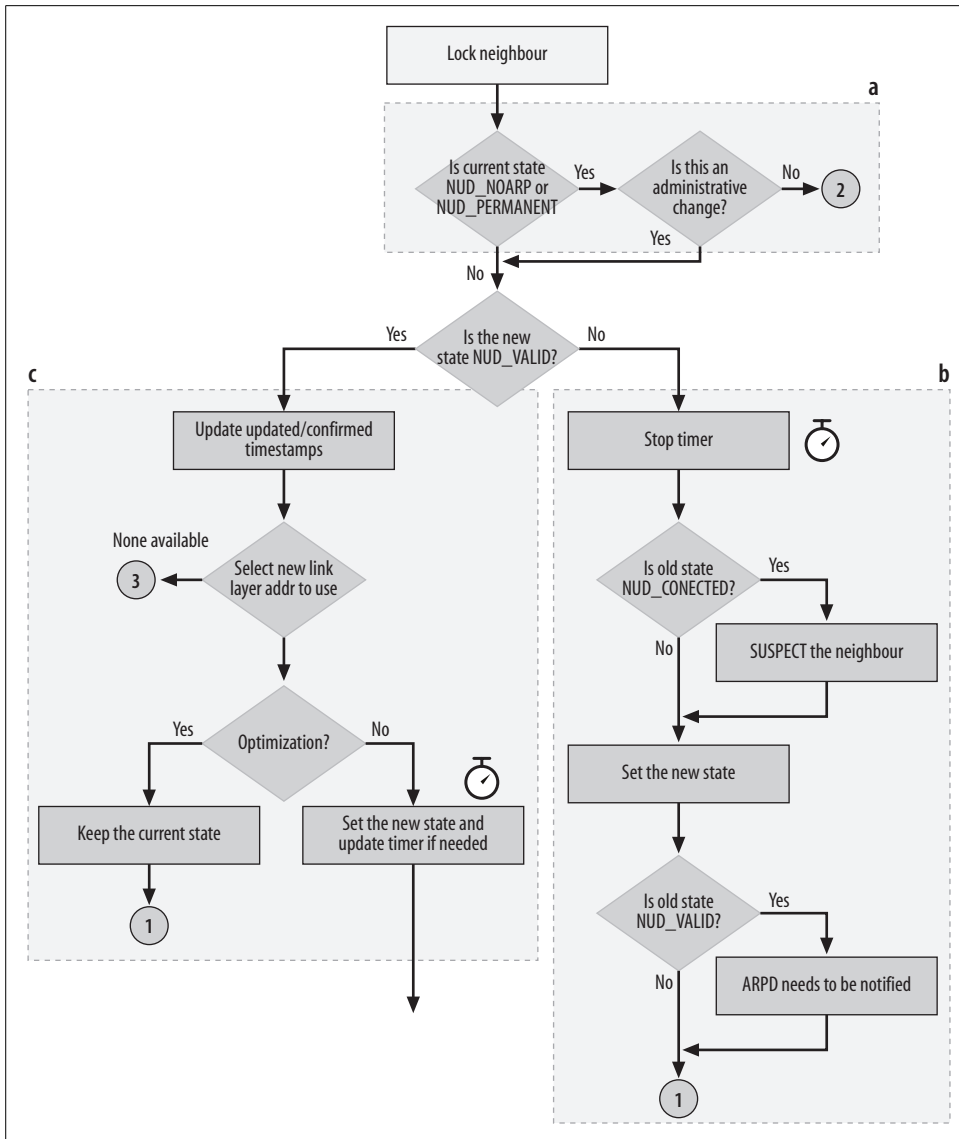 Lock neighbour
a
Is current state
NUD_NOARP or
NUD_PERMANENT
Yes
Is this an
administrative
change?
No
2
Yes
No
Is the new
state NUD_VALID?
Yes
No
c
Update updated/confirmed
timestamps
None available
3
Select new link
layer addr to use
Optimization?
Yes
No
Keep the current state
Set the new state and
update timer if needed
1
b
Stop timer
Is old state
NUD_CONECTED?
Yes
No
SUSPECT the neighbour
Set the new state
Is old state
NUD_VALID?
Yes
No
ARPD needs to be notified
1